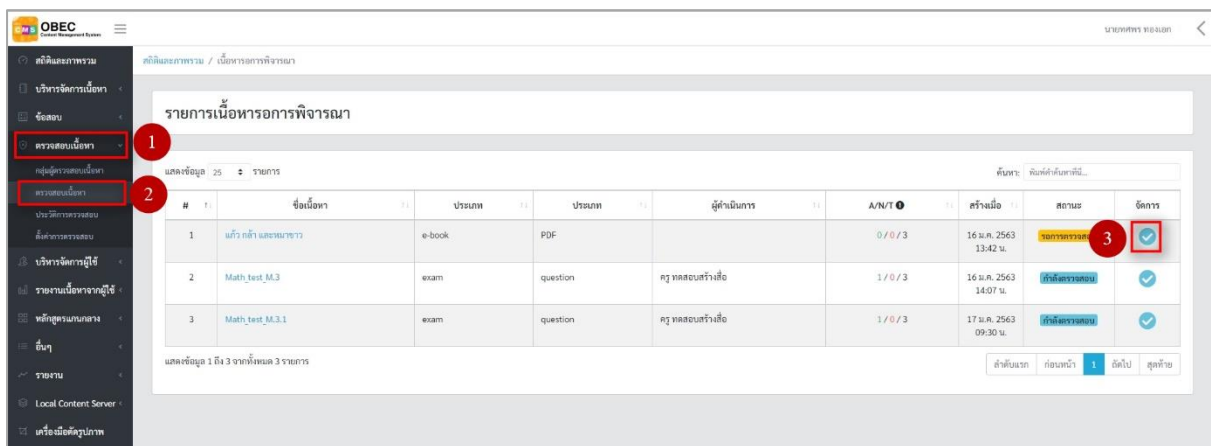 CMS OBEC
Content Management System
นายทศพร ทองเอก
สถิติและภาพรวม
บริหารจัดการเนื้อหา
ข้อสอบ
ตรวจสอบเนื้อหา
กลุ่มผู้ตรวจสอบเนื้อหา
ตรวจสอบเนื้อหา
ประวัติการตรวจสอบ
ตั้งค่าการตรวจสอบ
บริหารจัดการผู้ใช้
รายงานเนื้อหาจากผู้ใช้
หลักสูตรแกนกลาง
อื่นๆ
รายงาน
Local Content Server
เครื่องมือตัดรูปภาพ
1
2
สถิติและภาพรวม / เนื้อหารอการพิจารณา
รายการเนื้อหารอการพิจารณา
แสดงข้อมูล 25 รายการ
ค้นหา: พิมพ์คำค้นหาที่นี่...
# ชื่อเนื้อหา ประเภท ประเภท ผู้ดำเนินการ A/N/T สร้างเมื่อ สถานะ จัดการ
1 แก้ว กล้า และหมาขาว e-book PDF 0/0/3 16 ม.ค. 2563 13:42 น. รอการตรวจสอบ 3
2 Math_test_M.3 exam question ครู ทดสอบสร้างสื่อ 1/0/3 16 ม.ค. 2563 14:07 น. กำลังตรวจสอบ
3 Math_test_M.3.1 exam question ครู ทดสอบสร้างสื่อ 1/0/3 17 ม.ค. 2563 09:30 น. กำลังตรวจสอบ
แสดงข้อมูล 1 ถึง 3 จากทั้งหมด 3 รายการ
ลำดับแรก ก่อนหน้า 1 ถัดไป สุดท้าย